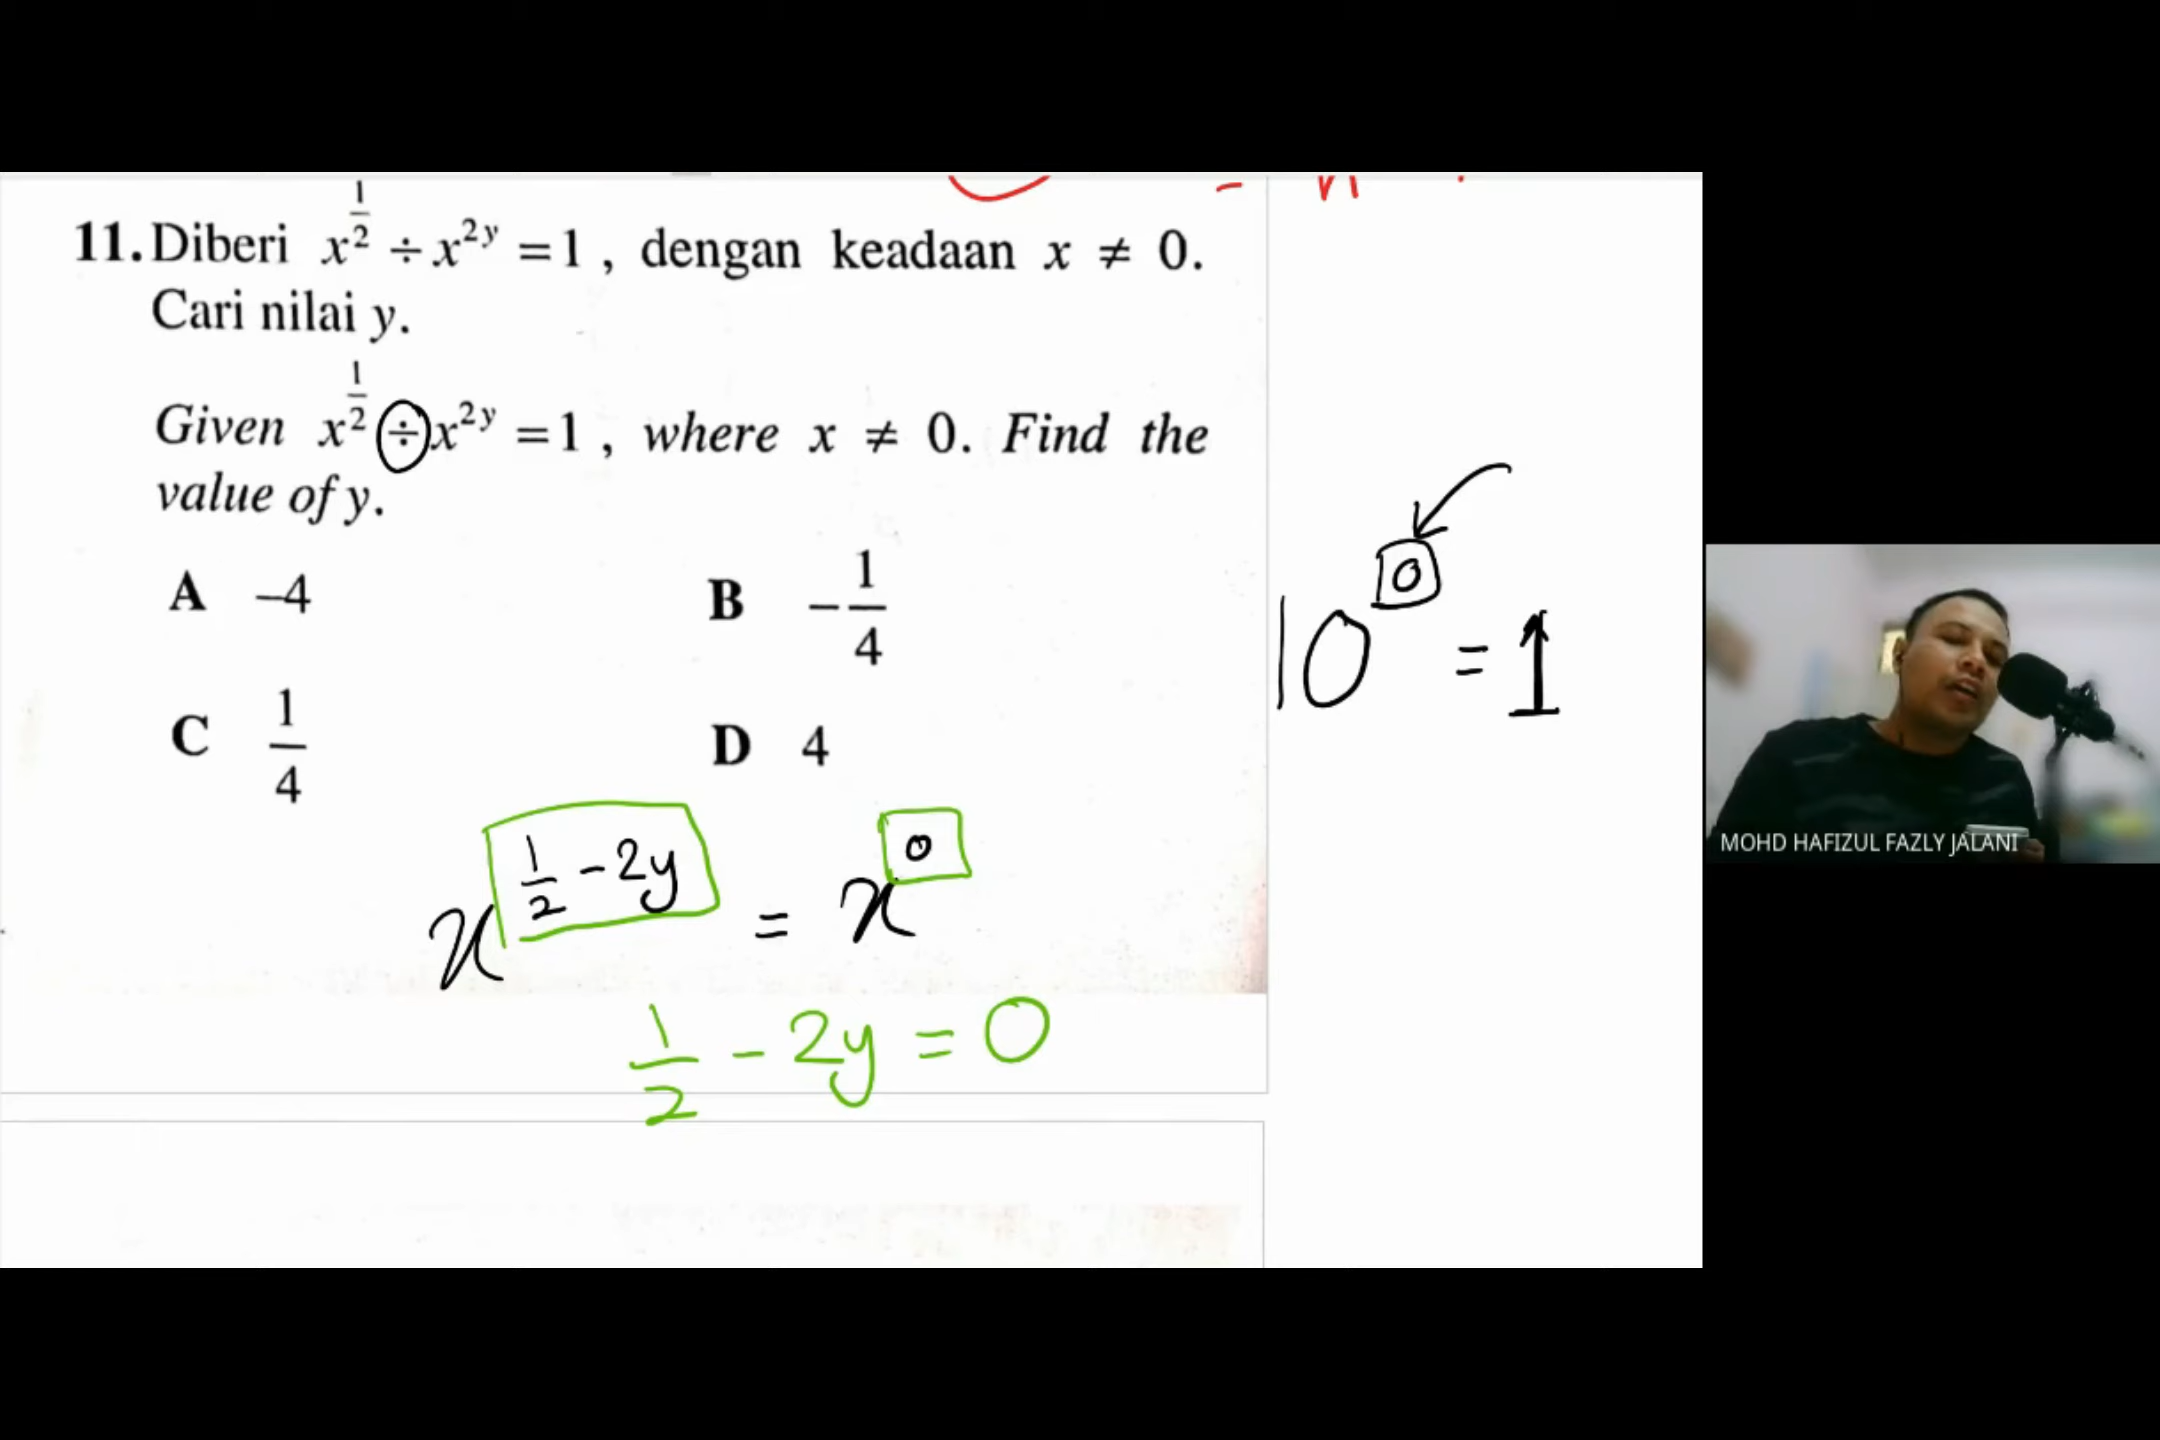 11. Diberi x^{1/2} ÷ x^{2y} = 1 , dengan keadaan x ≠ 0.
Cari nilai y.
Given x^{1/2} ÷ x^{2y} = 1 , where x ≠ 0. Find the
value of y.
A –4
B –1/4
C 1/4
D 4
10^0 = 1
x^{1/2 - 2y} = x^0
1/2 - 2y = 0
MOHD HAFIZUL FAZLY JALANI